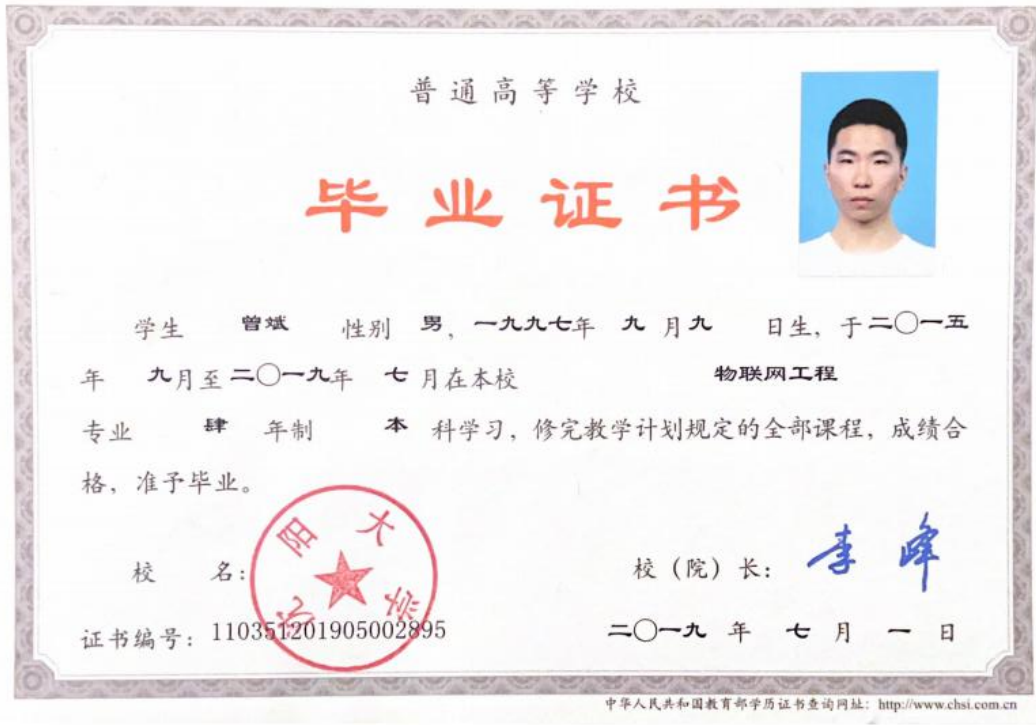 普通高等学校
毕业证书
学生 曾斌 性别 男，一九九七年 九 月九 日生，于二〇一五
年 九月至二〇一九年 七 月在本校 物联网工程
专业 肆 年制 本 科学习，修完教学计划规定的全部课程，成绩合
格，准予毕业。
校 名：
沈阳大学
校（院）长：李峰
证书编号：110351201905002895
二〇一九 年 七 月 一 日
中华人民共和国教育部学历证书查询网址：http://www.chsi.com.cn